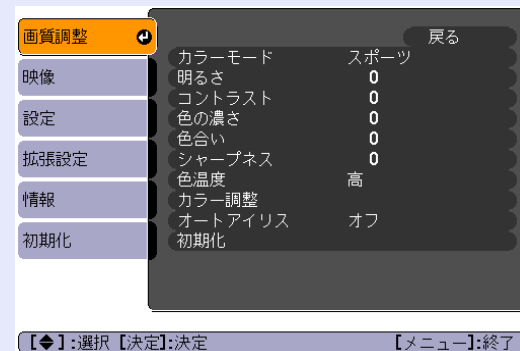 画質調整
映像
設定
拡張設定
情報
初期化
戻る
カラーモード スポーツ
明るさ 0
コントラスト 0
色の濃さ 0
色合い 0
シャープネス 0
色温度 高
カラー調整
オートアイリス オフ
初期化
【◆】:選択 【決定】:決定 【メニュー】:終了